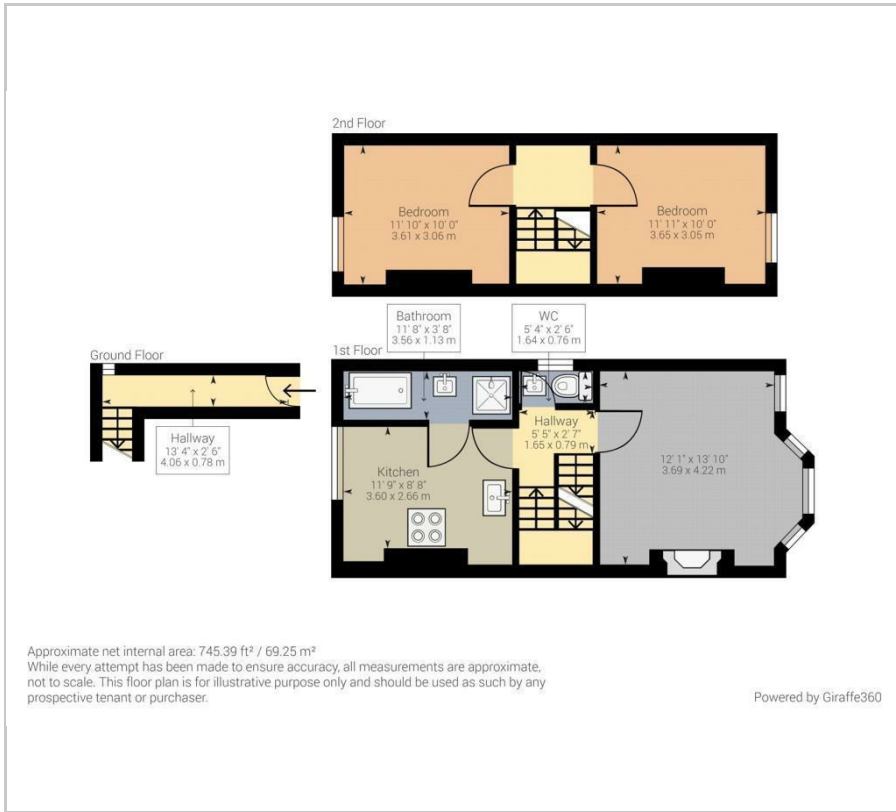 2nd Floor
Bedroom
11' 10" x 10' 0"
3.61 x 3.06 m
Bedroom
11' 11" x 10' 0"
3.65 x 3.05 m
Bathroom
11' 8" x 3' 8"
3.56 x 1.13 m
WC
5' 4" x 2' 6"
1.64 x 0.76 m
Ground Floor
Hallway
13' 4" x 2' 6"
4.06 x 0.78 m
1st Floor
Hallway
5' 5" x 2' 7"
1.65 x 0.79 m
Kitchen
11' 9" x 8' 8"
3.60 x 2.66 m
12' 1" x 13' 10"
3.69 x 4.22 m
Approximate net internal area: 745.39 ft² / 69.25 m²
While every attempt has been made to ensure accuracy, all measurements are approximate,
not to scale. This floor plan is for illustrative purpose only and should be used as such by any
prospective tenant or purchaser.
Powered by Giraffe360